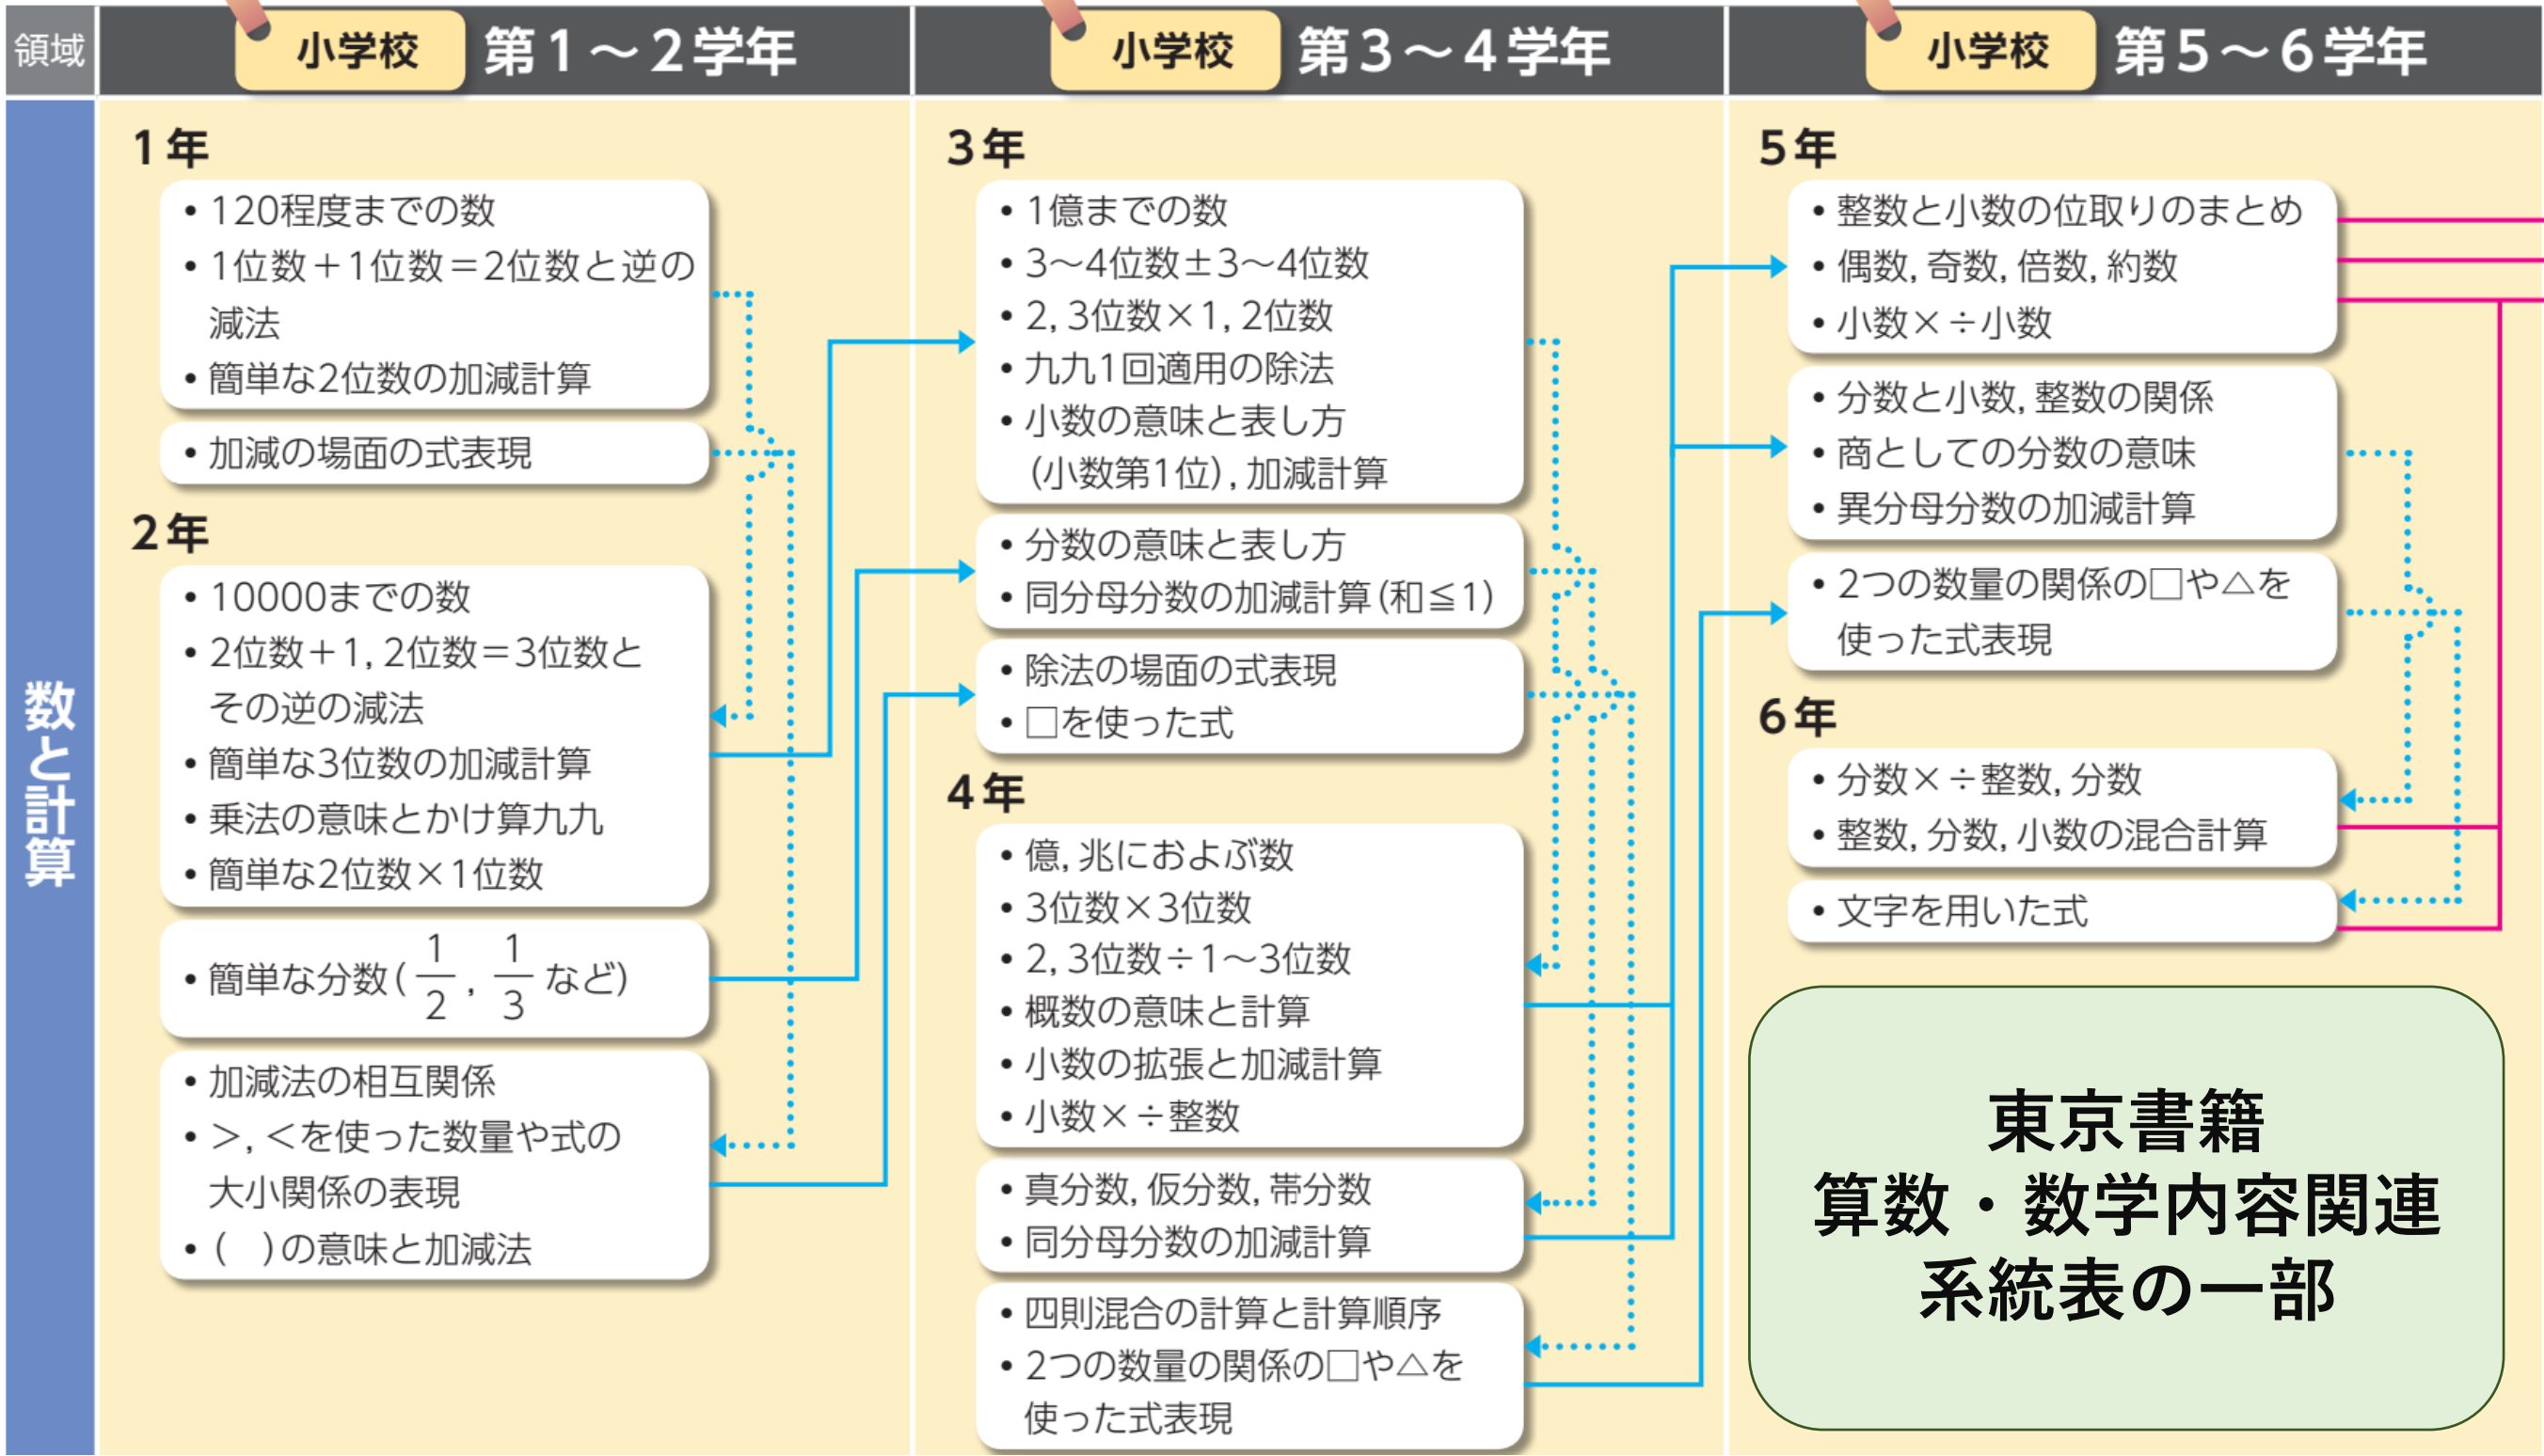 領域
小学校 第1～2学年
小学校 第3～4学年
小学校 第5～6学年
数と計算
1年
• 120程度までの数
• 1位数＋1位数＝2位数と逆の
減法
• 簡単な2位数の加減計算
• 加減の場面の式表現
2年
• 10000までの数
• 2位数＋1, 2位数＝3位数と
その逆の減法
• 簡単な3位数の加減計算
• 乗法の意味とかけ算九九
• 簡単な2位数×1位数
• 簡単な分数( 1/2 , 1/3 など)
• 加減法の相互関係
• ＞, ＜を使った数量や式の
大小関係の表現
• (　)の意味と加減法
3年
• 1億までの数
• 3～4位数±3～4位数
• 2, 3位数×1, 2位数
• 九九1回適用の除法
• 小数の意味と表し方
(小数第1位), 加減計算
• 分数の意味と表し方
• 同分母分数の加減計算(和≦1)
• 除法の場面の式表現
• □を使った式
4年
• 億, 兆におよぶ数
• 3位数×3位数
• 2, 3位数÷1～3位数
• 概数の意味と計算
• 小数の拡張と加減計算
• 小数×÷整数
• 真分数, 仮分数, 帯分数
• 同分母分数の加減計算
• 四則混合の計算と計算順序
• 2つの数量の関係の□や△を
使った式表現
5年
• 整数と小数の位取りのまとめ
• 偶数, 奇数, 倍数, 約数
• 小数×÷小数
• 分数と小数, 整数の関係
• 商としての分数の意味
• 異分母分数の加減計算
• 2つの数量の関係の□や△を
使った式表現
6年
• 分数×÷整数, 分数
• 整数, 分数, 小数の混合計算
• 文字を用いた式
東京書籍
算数・数学内容関連
系統表の一部